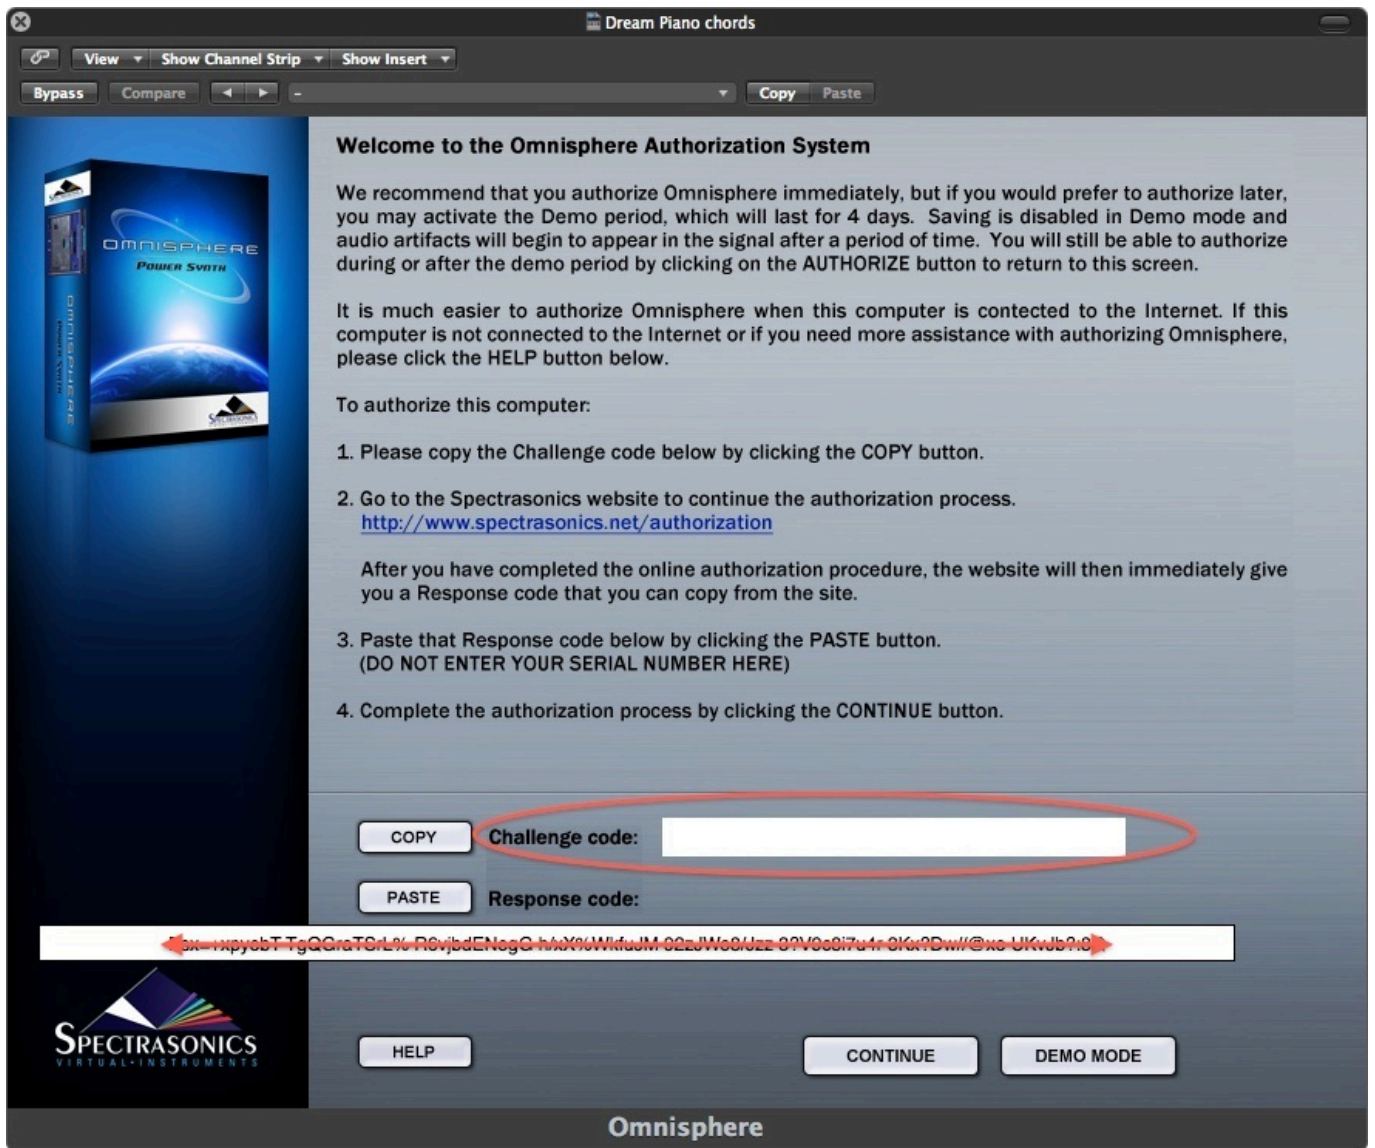 Dream Piano chords
View Show Channel Strip Show Insert
Bypass Compare - Copy Paste
Welcome to the Omnisphere Authorization System
We recommend that you authorize Omnisphere immediately, but if you would prefer to authorize later,
you may activate the Demo period, which will last for 4 days. Saving is disabled in Demo mode and
audio artifacts will begin to appear in the signal after a period of time. You will still be able to authorize
during or after the demo period by clicking on the AUTHORIZE button to return to this screen.
It is much easier to authorize Omnisphere when this computer is contected to the Internet. If this
computer is not connected to the Internet or if you need more assistance with authorizing Omnisphere,
please click the HELP button below.
To authorize this computer:
1. Please copy the Challenge code below by clicking the COPY button.
2. Go to the Spectrasonics website to continue the authorization process.
http://www.spectrasonics.net/authorization
After you have completed the online authorization procedure, the website will then immediately give
you a Response code that you can copy from the site.
3. Paste that Response code below by clicking the PASTE button.
(DO NOT ENTER YOUR SERIAL NUMBER HERE)
4. Complete the authorization process by clicking the CONTINUE button.
OMNISPHERE
POWER SYNTH
OMNISPHERE
POWER SYNTH
SPECTRASONICS
COPY Challenge code:
PASTE Response code:
SPECTRASONICS
VIRTUAL•INSTRUMENTS
HELP CONTINUE DEMO MODE
Omnisphere